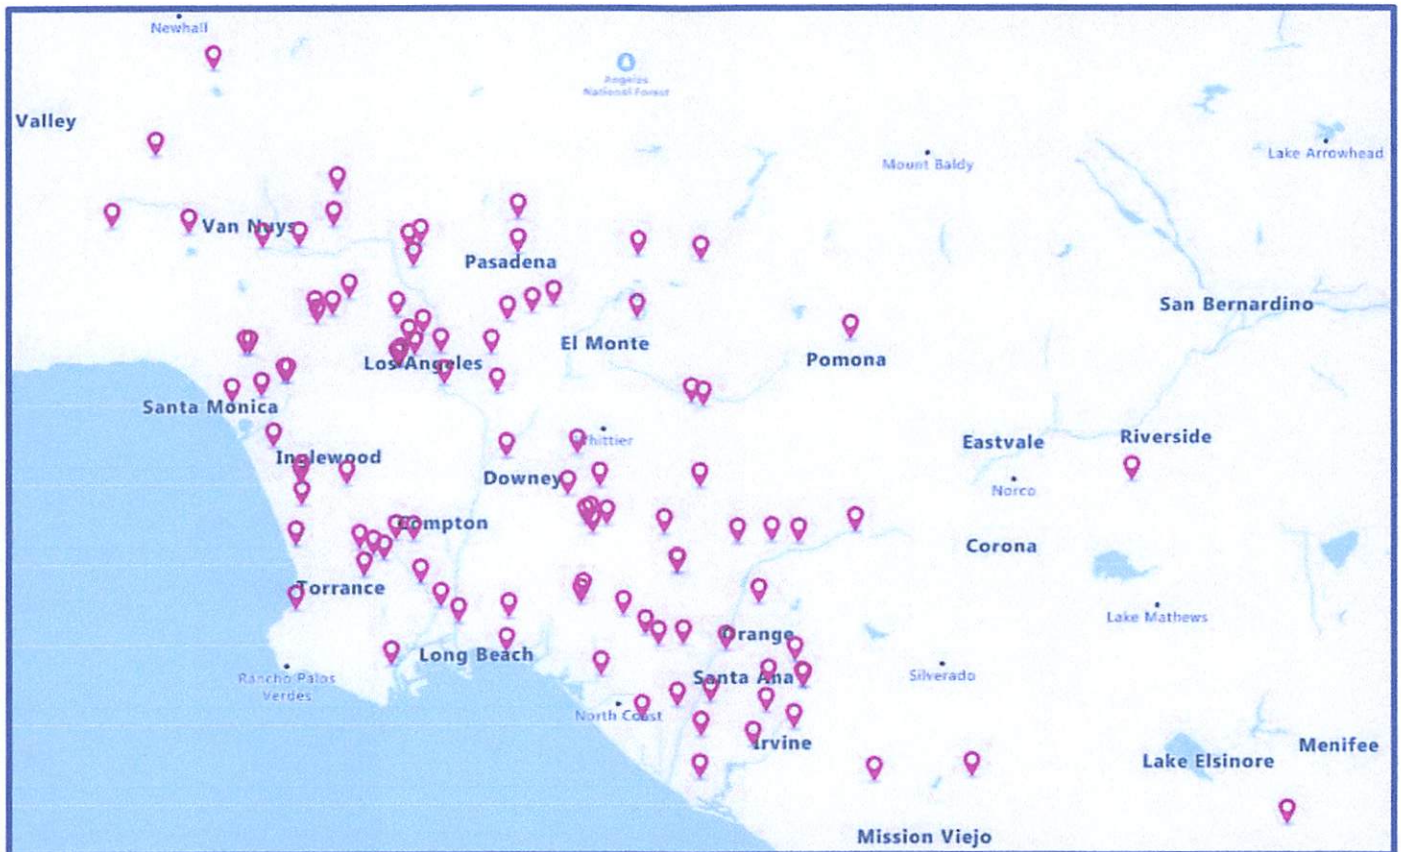 Newhall
Angeles
National Forest
Valley
Mount Baldy
Lake Arrowhead
Van Nuys
Pasadena
San Bernardino
El Monte
Los Angeles
Pomona
Santa Monica
Whittier
Eastvale
Riverside
Inglewood
Downey
Norco
Compton
Corona
Torrance
Lake Mathews
Orange
Long Beach
Rancho Palos
Verdes
Santa Ana
Silverado
North Coast
Irvine
Menifee
Lake Elsinore
Mission Viejo